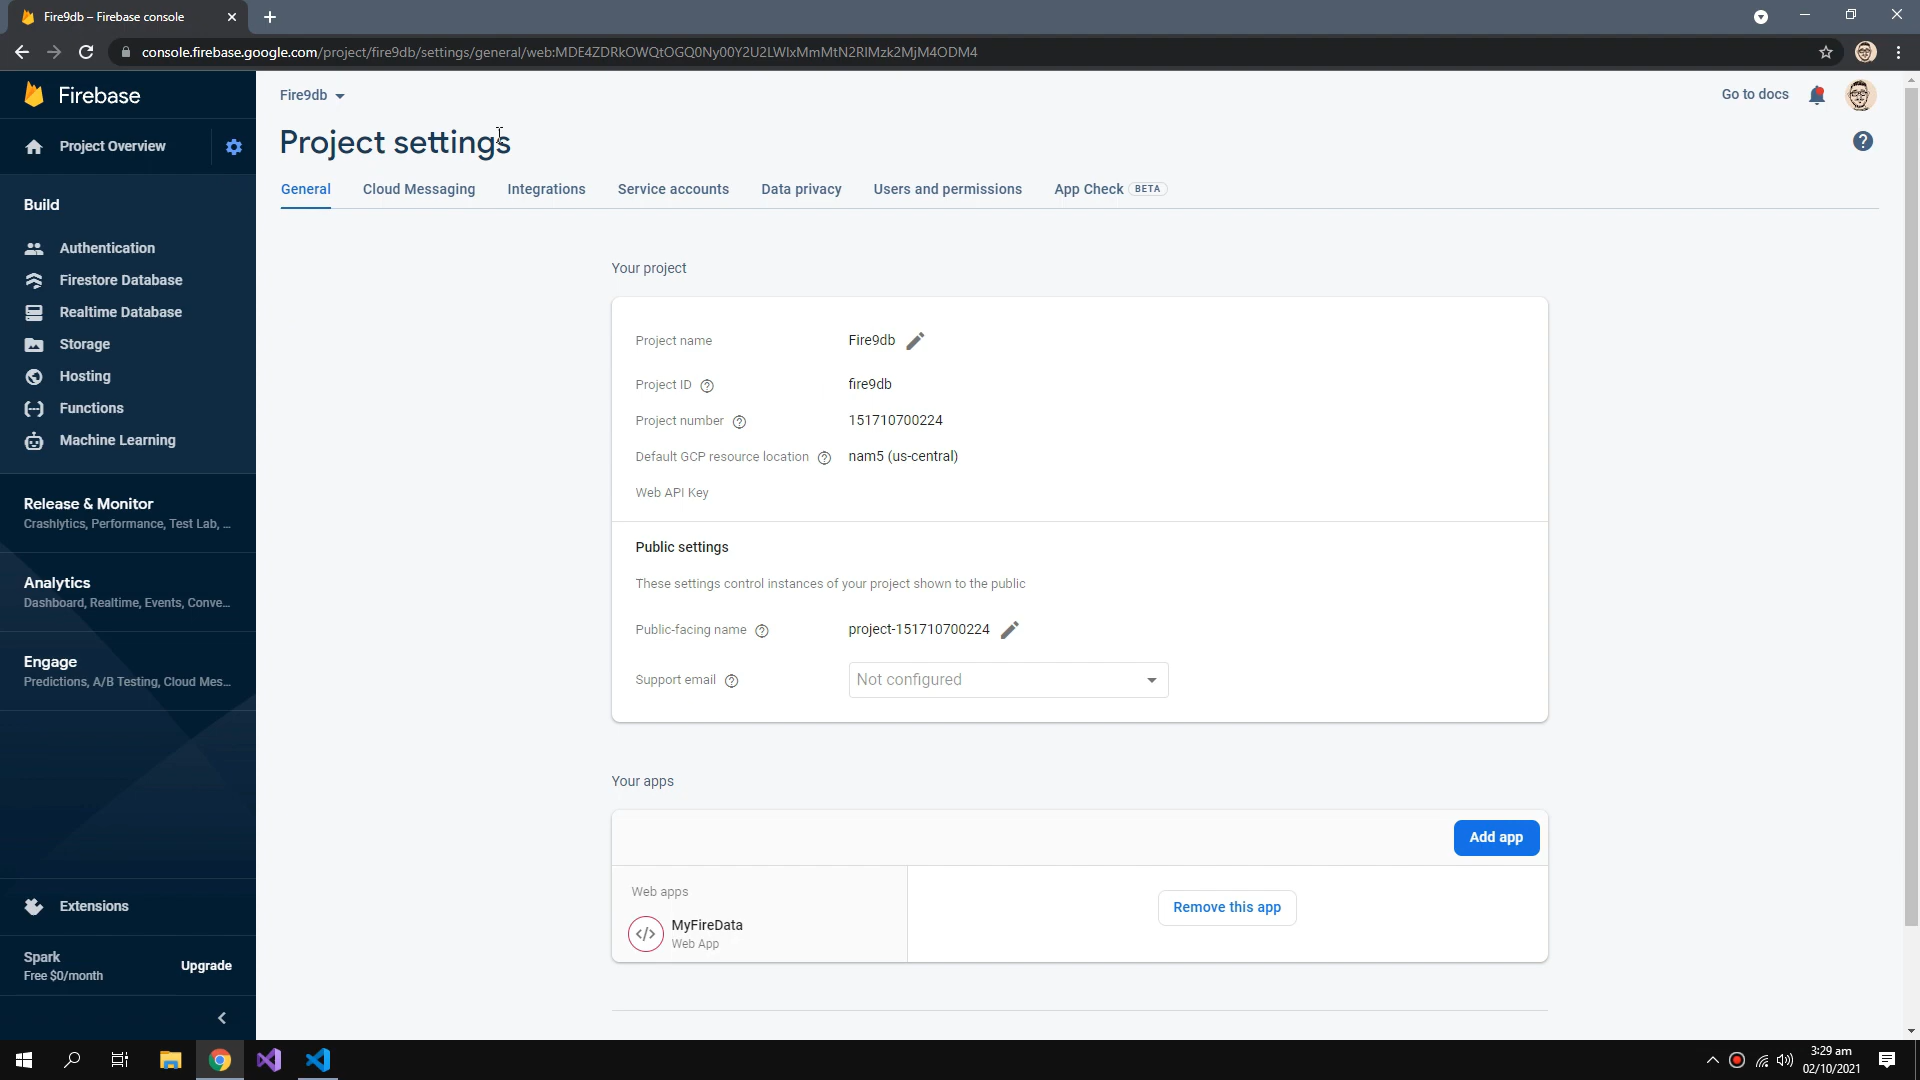 Fire9db – Firebase console
console.firebase.google.com/project/fire9db/settings/general/web:MDE4ZDRkOWQtOGQ0Ny00Y2U2LWIxMmMtN2RlMzk2MjM4ODM4
Firebase
Fire9db
Go to docs
Project Overview
Project settings
General Cloud Messaging Integrations Service accounts Data privacy Users and permissions App Check BETA
Build
Authentication
Firestore Database
Realtime Database
Storage
Hosting
Functions
Machine Learning
Release & Monitor
Crashlytics, Performance, Test Lab, ...
Analytics
Dashboard, Realtime, Events, Conve...
Engage
Predictions, A/B Testing, Cloud Mes...
Extensions
Spark
Free $0/month
Upgrade
Your project
Project name Fire9db
Project ID fire9db
Project number 151710700224
Default GCP resource location nam5 (us-central)
Web API Key
Public settings
These settings control instances of your project shown to the public
Public-facing name project-151710700224
Support email Not configured
Your apps
Add app
Web apps
MyFireData
Web App
Remove this app
3:29 am
02/10/2021